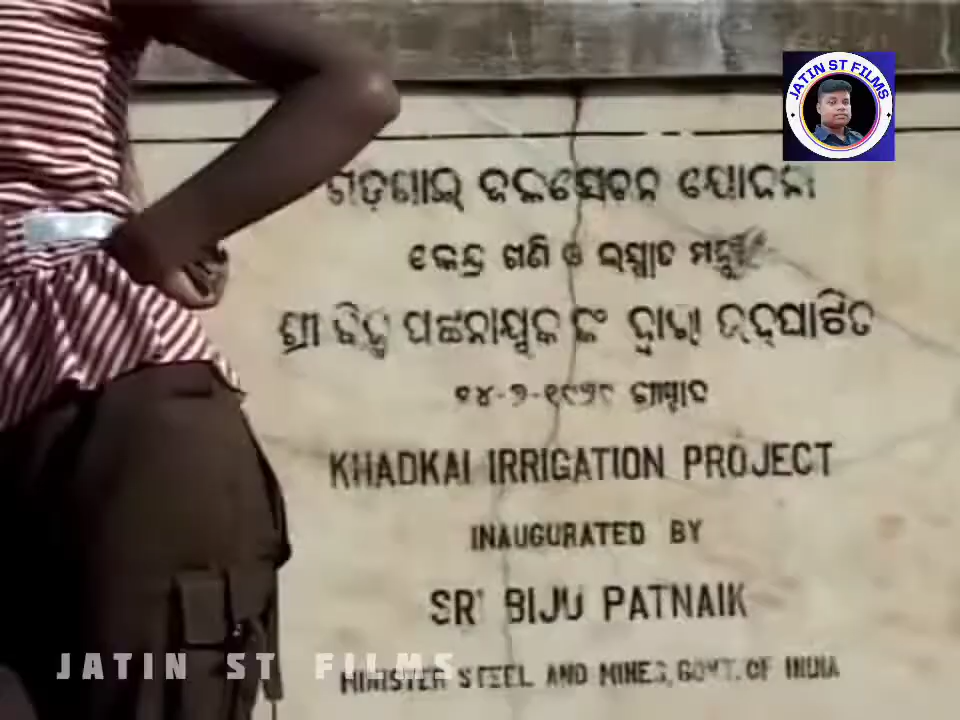 JATIN ST FILMS
ଖଡ଼ଖାଇ ଜଳସେଚନ ଯୋଜନା
କେନ୍ଦ୍ର ଖଣି ଓ ଇସ୍ପାତ ମନ୍ତ୍ରୀ
ଶ୍ରୀ ବିଜୁ ପଟ୍ଟନାୟକଙ୍କ ଦ୍ୱାରା ଉଦ୍‌ଘାଟିତ
KHADKAI IRRIGATION PROJECT
INAUGURATED BY
SRI BIJU PATNAIK
MINISTER STEEL AND MINES, GOVT. OF INDIA
JATIN ST FILMS